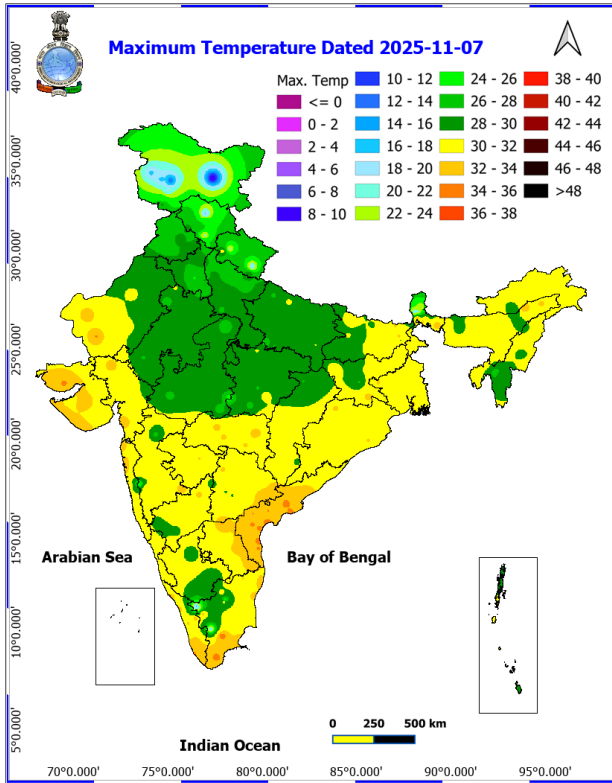 Maximum Temperature Dated 2025-11-07
Max. Temp
<= 0
0 - 2
2 - 4
4 - 6
6 - 8
8 - 10
10 - 12
12 - 14
14 - 16
16 - 18
18 - 20
20 - 22
22 - 24
24 - 26
26 - 28
28 - 30
30 - 32
32 - 34
34 - 36
36 - 38
38 - 40
40 - 42
42 - 44
44 - 46
46 - 48
>48
40°0.000'
35°0.000'
30°0.000'
25°0.000'
20°0.000'
15°0.000'
10°0.000'
5°0.000'
Arabian Sea
Bay of Bengal
0 250 500 km
Indian Ocean
70°0.000' 75°0.000' 80°0.000' 85°0.000' 90°0.000' 95°0.000'